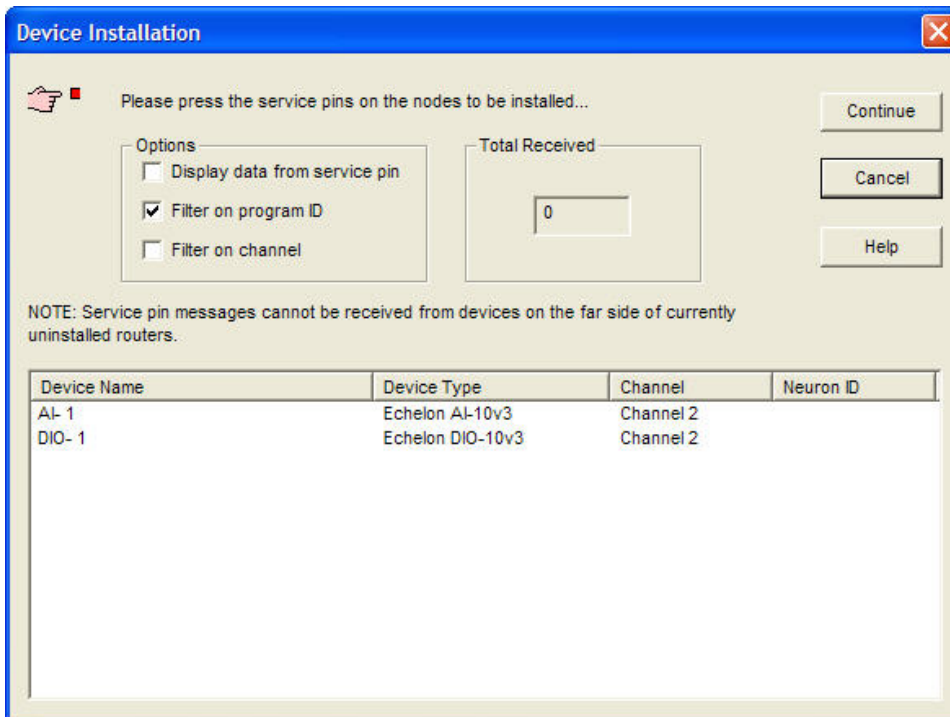 Device Installation
Please press the service pins on the nodes to be installed...
Continue
Options
Total Received
Display data from service pin
Cancel
Filter on program ID
0
Filter on channel
Help
NOTE: Service pin messages cannot be received from devices on the far side of currently
uninstalled routers.
Device Name Device Type Channel Neuron ID
AI- 1 Echelon AI-10v3 Channel 2
DIO- 1 Echelon DIO-10v3 Channel 2